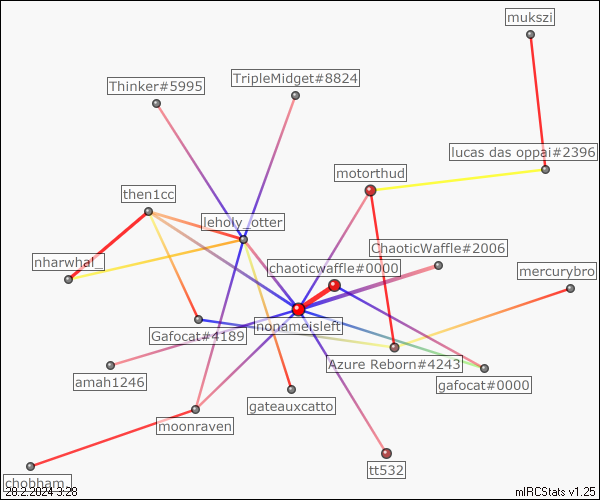 mukszi
TripleMidget#8824
Thinker#5995
lucas das oppai#2396
motorthud
then1cc
leholy_otter
ChaoticWaffle#2006
nharwhal_
chaoticwaffle#0000
mercurybro
nonameisleft
Gafocat#4189
Azure Reborn#4243
amah1246
gafocat#0000
gateauxcatto
moonraven
tt532
chobham_
20.2.2024 3:28
mIRCStats v1.25